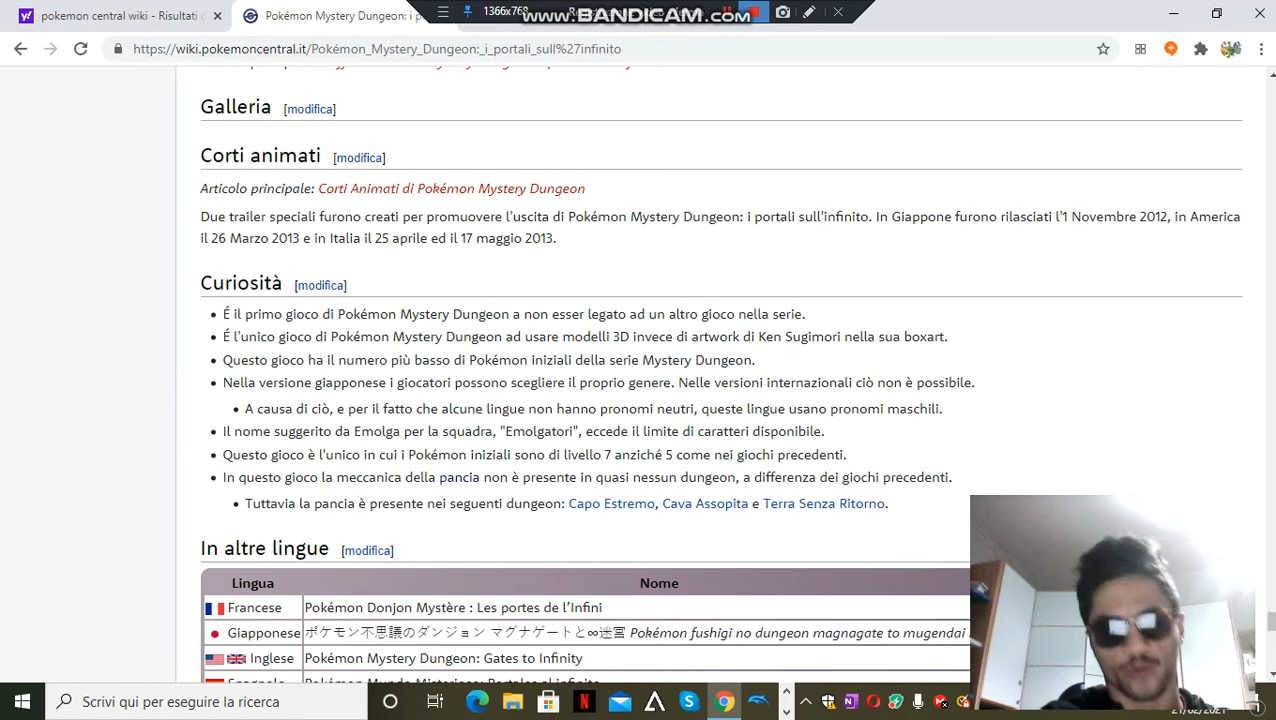 pokemon central wiki - Risultati d
Pokémon Mystery Dungeon: i p
1366x768
www.BANDICAM.com
https://wiki.pokemoncentral.it/Pokémon_Mystery_Dungeon:_i_portali_sull%27infinito
Galleria [modifica]
Corti animati [modifica]
Articolo principale: Corti Animati di Pokémon Mystery Dungeon
Due trailer speciali furono creati per promuovere l'uscita di Pokémon Mystery Dungeon: i portali sull'infinito. In Giappone furono rilasciati l'1 Novembre 2012, in America
il 26 Marzo 2013 e in Italia il 25 aprile ed il 17 maggio 2013.
Curiosità [modifica]
• É il primo gioco di Pokémon Mystery Dungeon a non esser legato ad un altro gioco nella serie.
• É l'unico gioco di Pokémon Mystery Dungeon ad usare modelli 3D invece di artwork di Ken Sugimori nella sua boxart.
• Questo gioco ha il numero più basso di Pokémon iniziali della serie Mystery Dungeon.
• Nella versione giapponese i giocatori possono scegliere il proprio genere. Nelle versioni internazionali ciò non è possibile.
• A causa di ciò, e per il fatto che alcune lingue non hanno pronomi neutri, queste lingue usano pronomi maschili.
• Il nome suggerito da Emolga per la squadra, "Emolgatori", eccede il limite di caratteri disponibile.
• Questo gioco è l'unico in cui i Pokémon iniziali sono di livello 7 anziché 5 come nei giochi precedenti.
• In questo gioco la meccanica della pancia non è presente in quasi nessun dungeon, a differenza dei giochi precedenti.
• Tuttavia la pancia è presente nei seguenti dungeon: Capo Estremo, Cava Assopita e Terra Senza Ritorno.
In altre lingue [modifica]
Lingua Nome
Francese Pokémon Donjon Mystère : Les portes de l'Infini
Giapponese ポケモン不思議のダンジョン マグナゲートと∞迷宮 Pokémon fushigi no dungeon magnagate to mugendai
Inglese Pokémon Mystery Dungeon: Gates to Infinity
Scrivi qui per eseguire la ricerca
21/02/2021